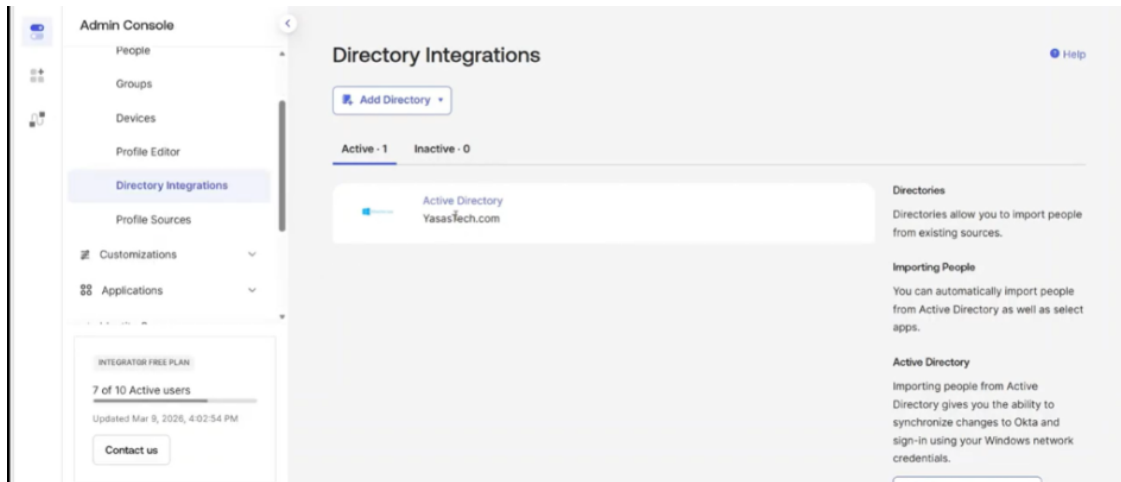 Admin Console
People
Groups
Devices
Profile Editor
Directory Integrations
Profile Sources
Customizations
Applications
INTEGRATOR FREE PLAN
7 of 10 Active users
Updated Mar 9, 2026, 4:02:54 PM
Contact us
Directory Integrations
Help
Add Directory
Active · 1
Inactive · 0
Active Directory
YasasTech.com
Directories
Directories allow you to import people
from existing sources.
Importing People
You can automatically import people
from Active Directory as well as select
apps.
Active Directory
Importing people from Active
Directory gives you the ability to
synchronize changes to Okta and
sign-in using your Windows network
credentials.